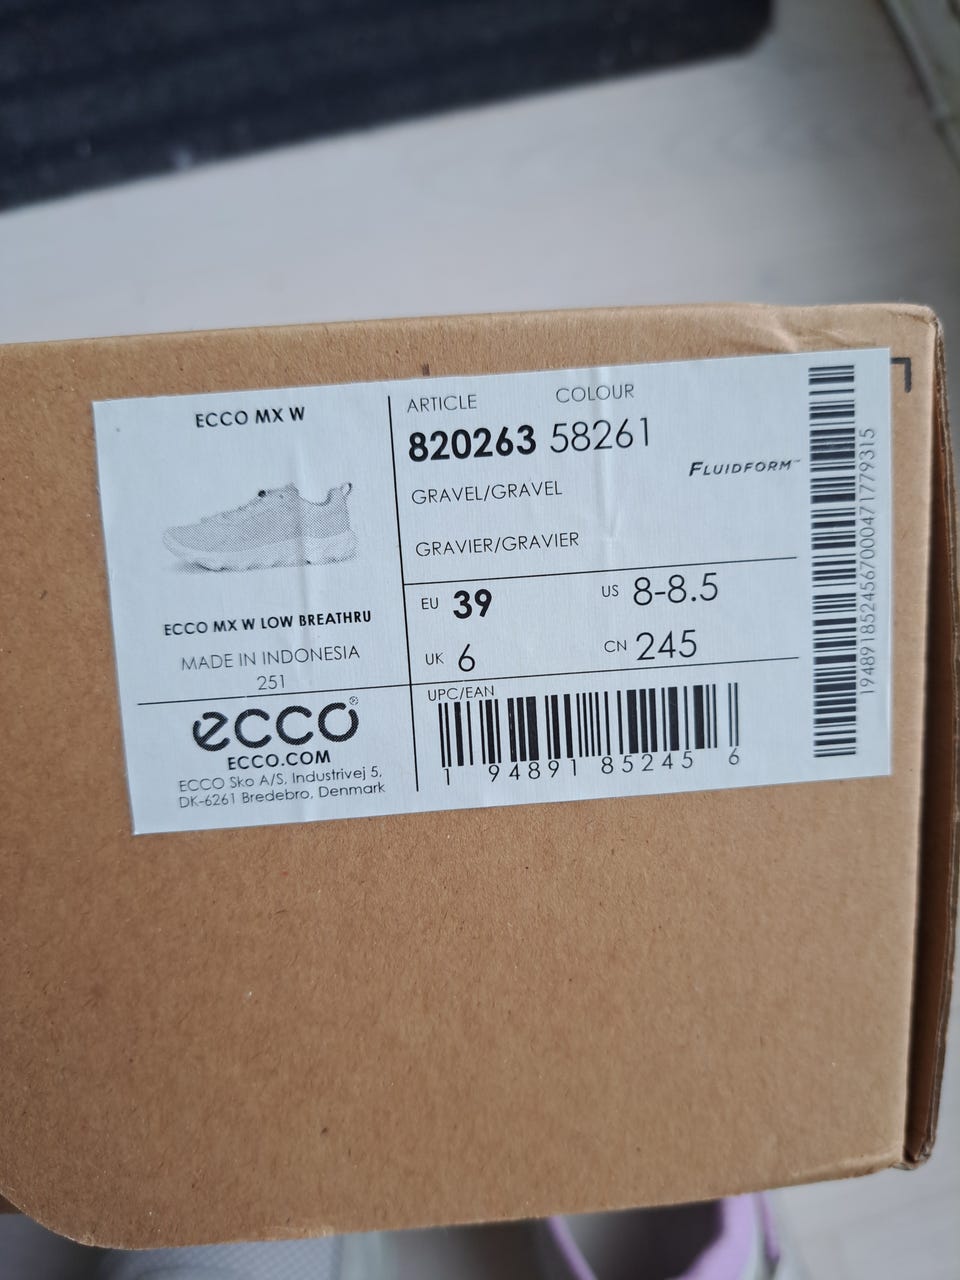 ECCO MX W
ECCO MX W LOW BREATHRU
MADE IN INDONESIA
251
ecco®
ECCO.COM
ECCO Sko A/S, Industrivej 5,
DK-6261 Bredebro, Denmark
ARTICLE COLOUR
820263 58261
GRAVEL/GRAVEL
GRAVIER/GRAVIER
FLUIDFORM™
EU 39 US 8-8.5
UK 6 CN 245
UPC/EAN
1 94891 85245 6
1948918524567000471779315